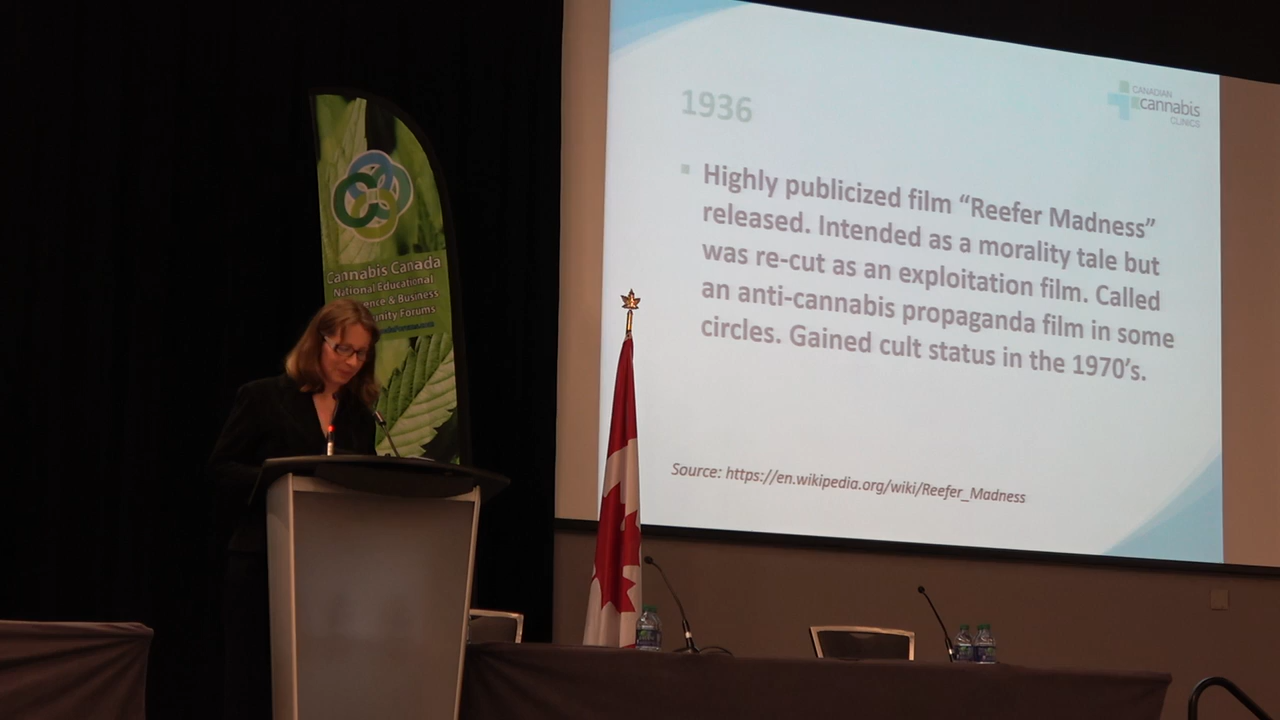 1936
CANADIAN
cannabis
CLINICS
Highly publicized film “Reefer Madness”
released. Intended as a morality tale but
was re-cut as an exploitation film. Called
an anti-cannabis propaganda film in some
circles. Gained cult status in the 1970’s.
Source: https://en.wikipedia.org/wiki/Reefer_Madness
Cannabis Canada
National Educational
& Business
Forums